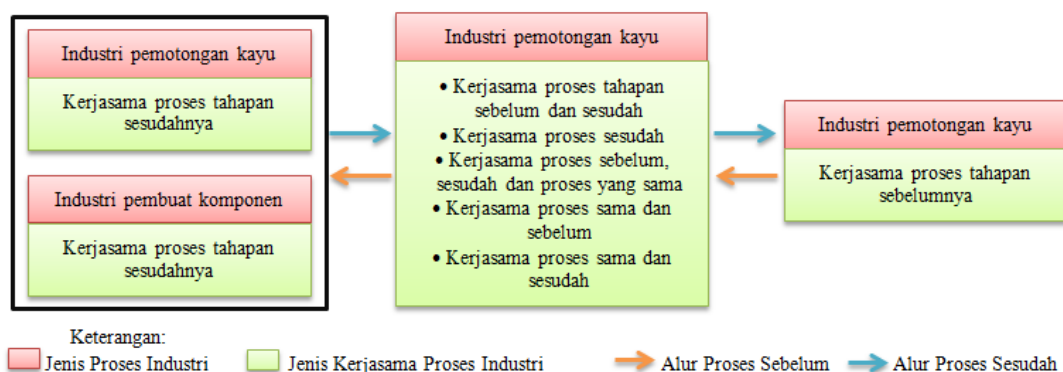 Industri pemotongan kayu
Kerjasama proses tahapan
sesudahnya
Industri pembuat komponen
Kerjasama proses tahapan
sesudahnya
Industri pemotongan kayu
• Kerjasama proses tahapan
sebelum dan sesudah
• Kerjasama proses sesudah
• Kerjasama proses sebelum,
sesudah dan proses yang sama
• Kerjasama proses sama dan
sebelum
• Kerjasama proses sama dan
sesudah
Industri pemotongan kayu
Kerjasama proses tahapan
sebelumnya
Keterangan:
Jenis Proses Industri
Jenis Kerjasama Proses Industri
Alur Proses Sebelum
Alur Proses Sesudah